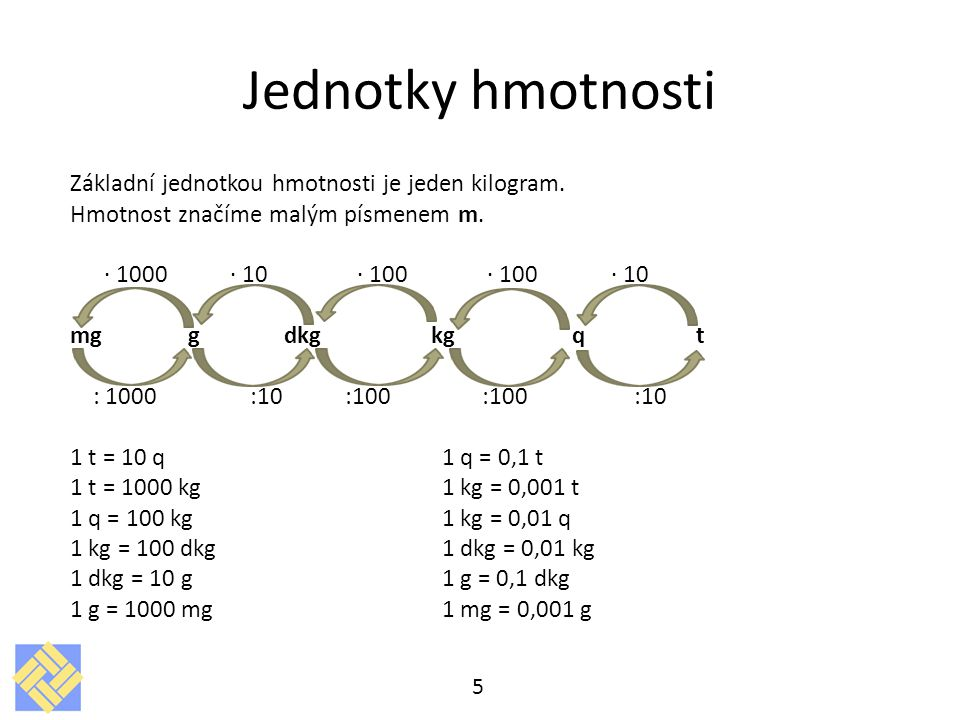 Jednotky hmotnosti
Základní jednotkou hmotnosti je jeden kilogram.
Hmotnost značíme malým písmenem m.
· 1000 · 10 · 100 · 100 · 10
mg g dkg kg q t
: 1000 :10 :100 :100 :10
1 t = 10 q 1 q = 0,1 t
1 t = 1000 kg 1 kg = 0,001 t
1 q = 100 kg 1 kg = 0,01 q
1 kg = 100 dkg 1 dkg = 0,01 kg
1 dkg = 10 g 1 g = 0,1 dkg
1 g = 1000 mg 1 mg = 0,001 g
5